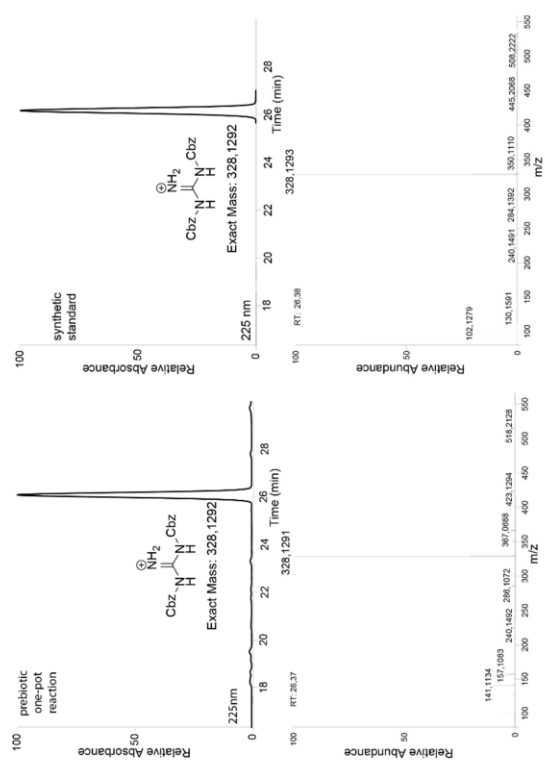 prebiotic
one-pot
reaction
100
50
0
Relative Absorbance
225nm
NH2
Cbz
N
H
N
H
Cbz
Exact Mass: 328,1292
18
20
22
24
26
28
Time (min)
328,1291
RT: 26,37
100
50
0
Relative Abundance
141,1134
157,1083
240,1492
286,1072
367,0688
423,1294
518,2128
100
150
200
250
300
350
400
450
500
550
m/z
synthetic
standard
100
50
0
Relative Absorbance
225 nm
NH2
Cbz
N
H
N
H
Cbz
Exact Mass: 328,1292
18
20
22
24
26
28
Time (min)
328,1293
RT: 26,38
100
50
0
Relative Abundance
102,1279
130,1591
240,1491
284,1392
350,1110
445,2068
508,2222
100
150
200
250
300
350
400
450
500
550
m/z